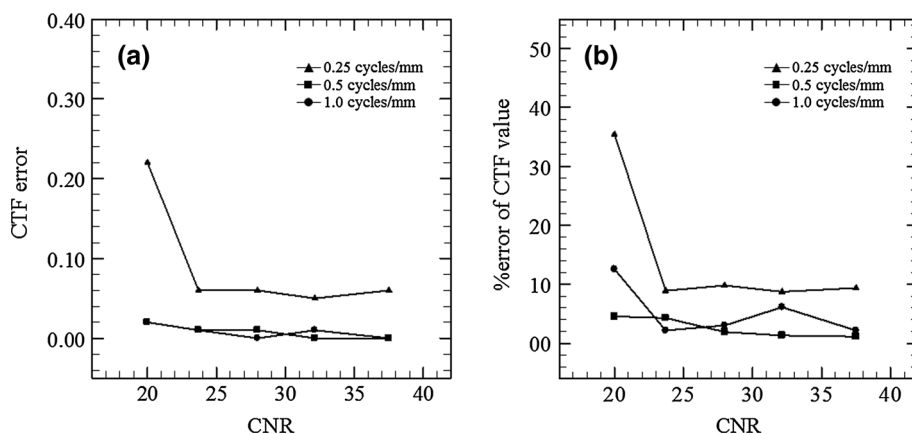 (a)
0.40
0.30
0.20
0.10
0.00
CTF error
0.25 cycles/mm
0.5 cycles/mm
1.0 cycles/mm
20 25 30 35 40
CNR
(b)
50
40
30
20
10
00
%error of CTF value
0.25 cycles/mm
0.5 cycles/mm
1.0 cycles/mm
20 25 30 35 40
CNR